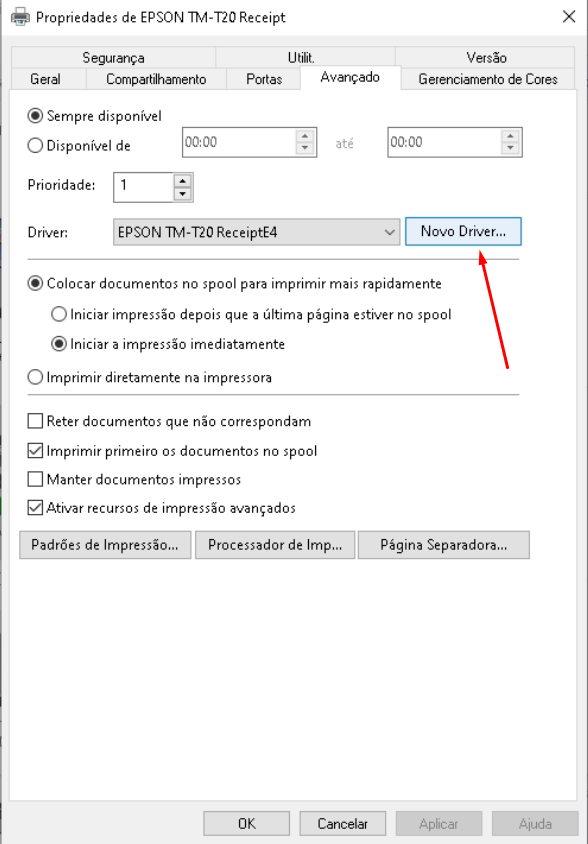 Propriedades de EPSON TM-T20 Receipt
Segurança Utilit. Versão
Geral Compartilhamento Portas Avançado Gerenciamento de Cores
Sempre disponível
Disponível de 00:00 até 00:00
Prioridade: 1
Driver: EPSON TM-T20 ReceiptE4 Novo Driver...
Colocar documentos no spool para imprimir mais rapidamente
Iniciar impressão depois que a última página estiver no spool
Iniciar a impressão imediatamente
Imprimir diretamente na impressora
Reter documentos que não correspondam
Imprimir primeiro os documentos no spool
Manter documentos impressos
Ativar recursos de impressão avançados
Padrões de Impressão... Processador de Imp... Página Separadora...
OK Cancelar Aplicar Ajuda